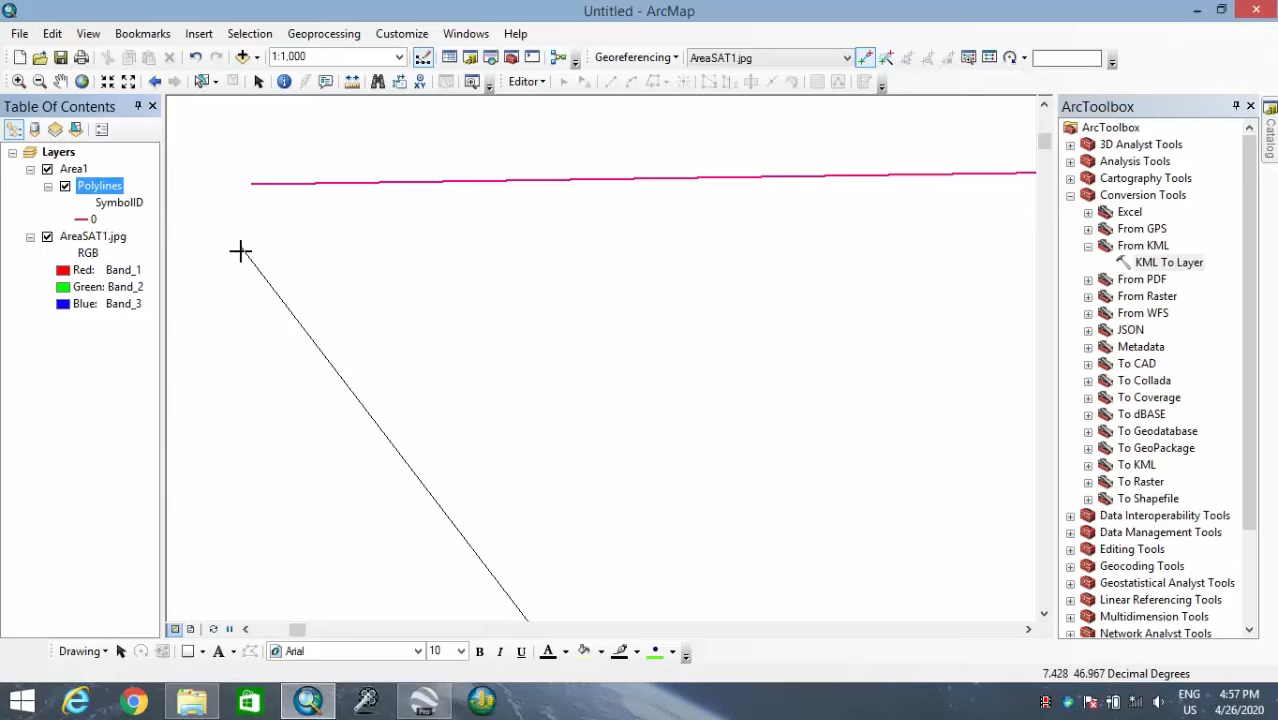 Untitled - ArcMap
File Edit View Bookmarks Insert Selection Geoprocessing Customize Windows Help
1:1,000 Georeferencing AreaSAT1.jpg
Editor
Table Of Contents
Layers
Area1
Polylines
SymbolID
0
AreaSAT1.jpg
RGB
Red: Band_1
Green: Band_2
Blue: Band_3
ArcToolbox
ArcToolbox
3D Analyst Tools
Analysis Tools
Cartography Tools
Conversion Tools
Excel
From GPS
From KML
KML To Layer
From PDF
From Raster
From WFS
JSON
Metadata
To CAD
To Collada
To Coverage
To dBASE
To Geodatabase
To GeoPackage
To KML
To Raster
To Shapefile
Data Interoperability Tools
Data Management Tools
Editing Tools
Geocoding Tools
Geostatistical Analyst Tools
Linear Referencing Tools
Multidimension Tools
Network Analyst Tools
Catalog
Drawing A Arial 10 B I U A
7.428 46.967 Decimal Degrees
Pro
ENG 4:57 PM
US 4/26/2020